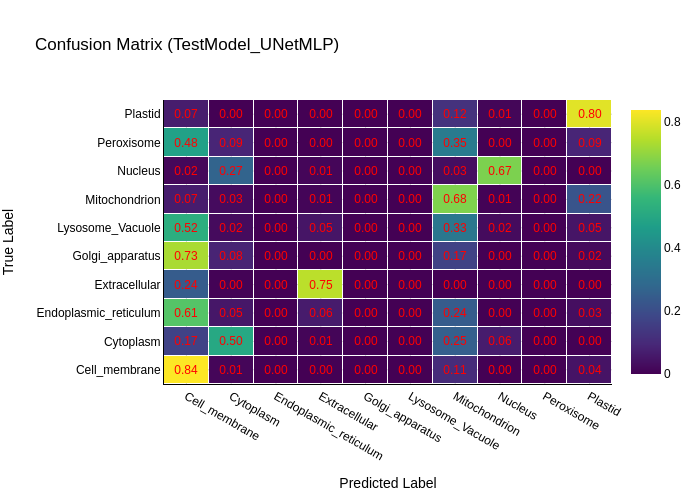 Confusion Matrix (TestModel_UNetMLP)
Plastid 0.07 0.00 0.00 0.00 0.00 0.00 0.12 0.01 0.00 0.80
Peroxisome 0.48 0.09 0.00 0.00 0.00 0.00 0.35 0.00 0.00 0.09
Nucleus 0.02 0.27 0.00 0.01 0.00 0.00 0.03 0.67 0.00 0.00
Mitochondrion 0.07 0.03 0.00 0.01 0.00 0.00 0.68 0.01 0.00 0.22
Lysosome_Vacuole 0.52 0.02 0.00 0.05 0.00 0.00 0.33 0.02 0.00 0.05
Golgi_apparatus 0.73 0.08 0.00 0.00 0.00 0.00 0.17 0.00 0.00 0.02
Extracellular 0.24 0.00 0.00 0.75 0.00 0.00 0.00 0.00 0.00 0.00
Endoplasmic_reticulum 0.61 0.05 0.00 0.06 0.00 0.00 0.24 0.00 0.00 0.03
Cytoplasm 0.17 0.50 0.00 0.01 0.00 0.00 0.25 0.06 0.00 0.00
Cell_membrane 0.84 0.01 0.00 0.00 0.00 0.00 0.11 0.00 0.00 0.04
True Label
Cell_membrane Cytoplasm Endoplasmic_reticulum Extracellular Golgi_apparatus Lysosome_Vacuole Mitochondrion Nucleus Peroxisome Plastid
Predicted Label
0.8
0.6
0.4
0.2
0